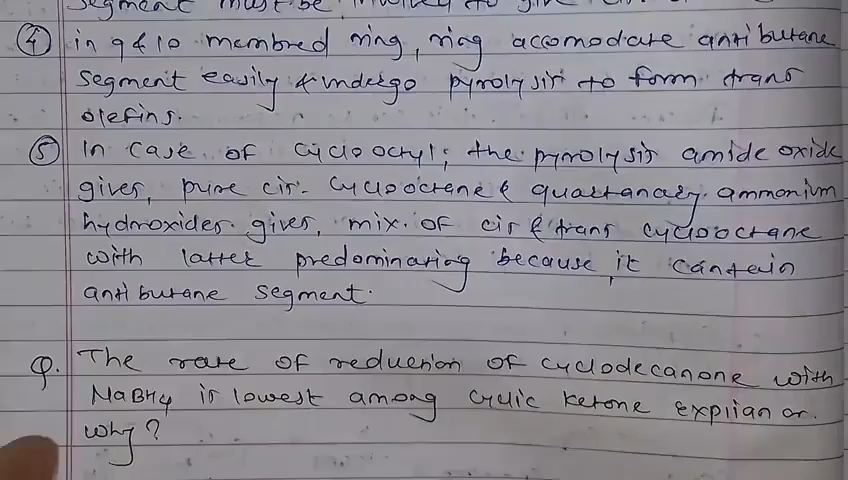 ④ in 9 & 10 membred ring, ring accomodate anti butane
segment easily & undergo pyrolysis to form trans
olefins.
⑤ In case of cyclooctyl; the pyrolysis amide oxide
gives, pure cis- cyclooctene & quartanary ammonium
hydroxides gives, mix. of cis & trans cyclooctane
with latter predominating because, it cantain
anti butane segment.
Q. The rate of reduction of cyclodecanone with
NaBH4 is lowest among cyclic ketone explian or.
why?